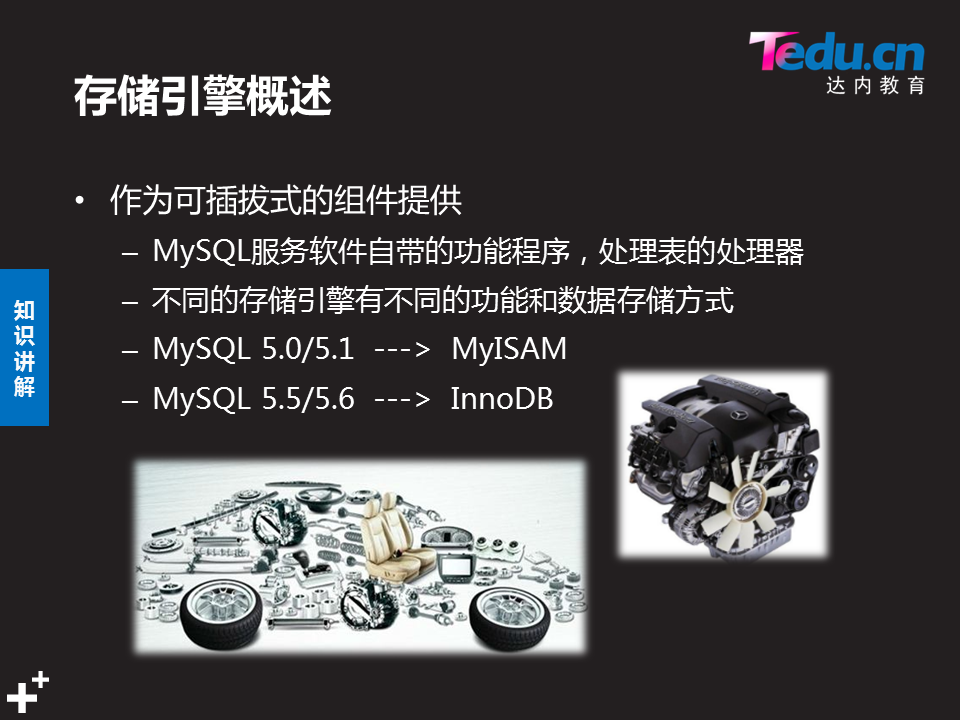 Tedu.cn
达内教育
存储引擎概述
• 作为可插拔式的组件提供
– MySQL服务软件自带的功能程序，处理表的处理器
– 不同的存储引擎有不同的功能和数据存储方式
– MySQL 5.0/5.1 ---> MyISAM
– MySQL 5.5/5.6 ---> InnoDB
知
识
讲
解